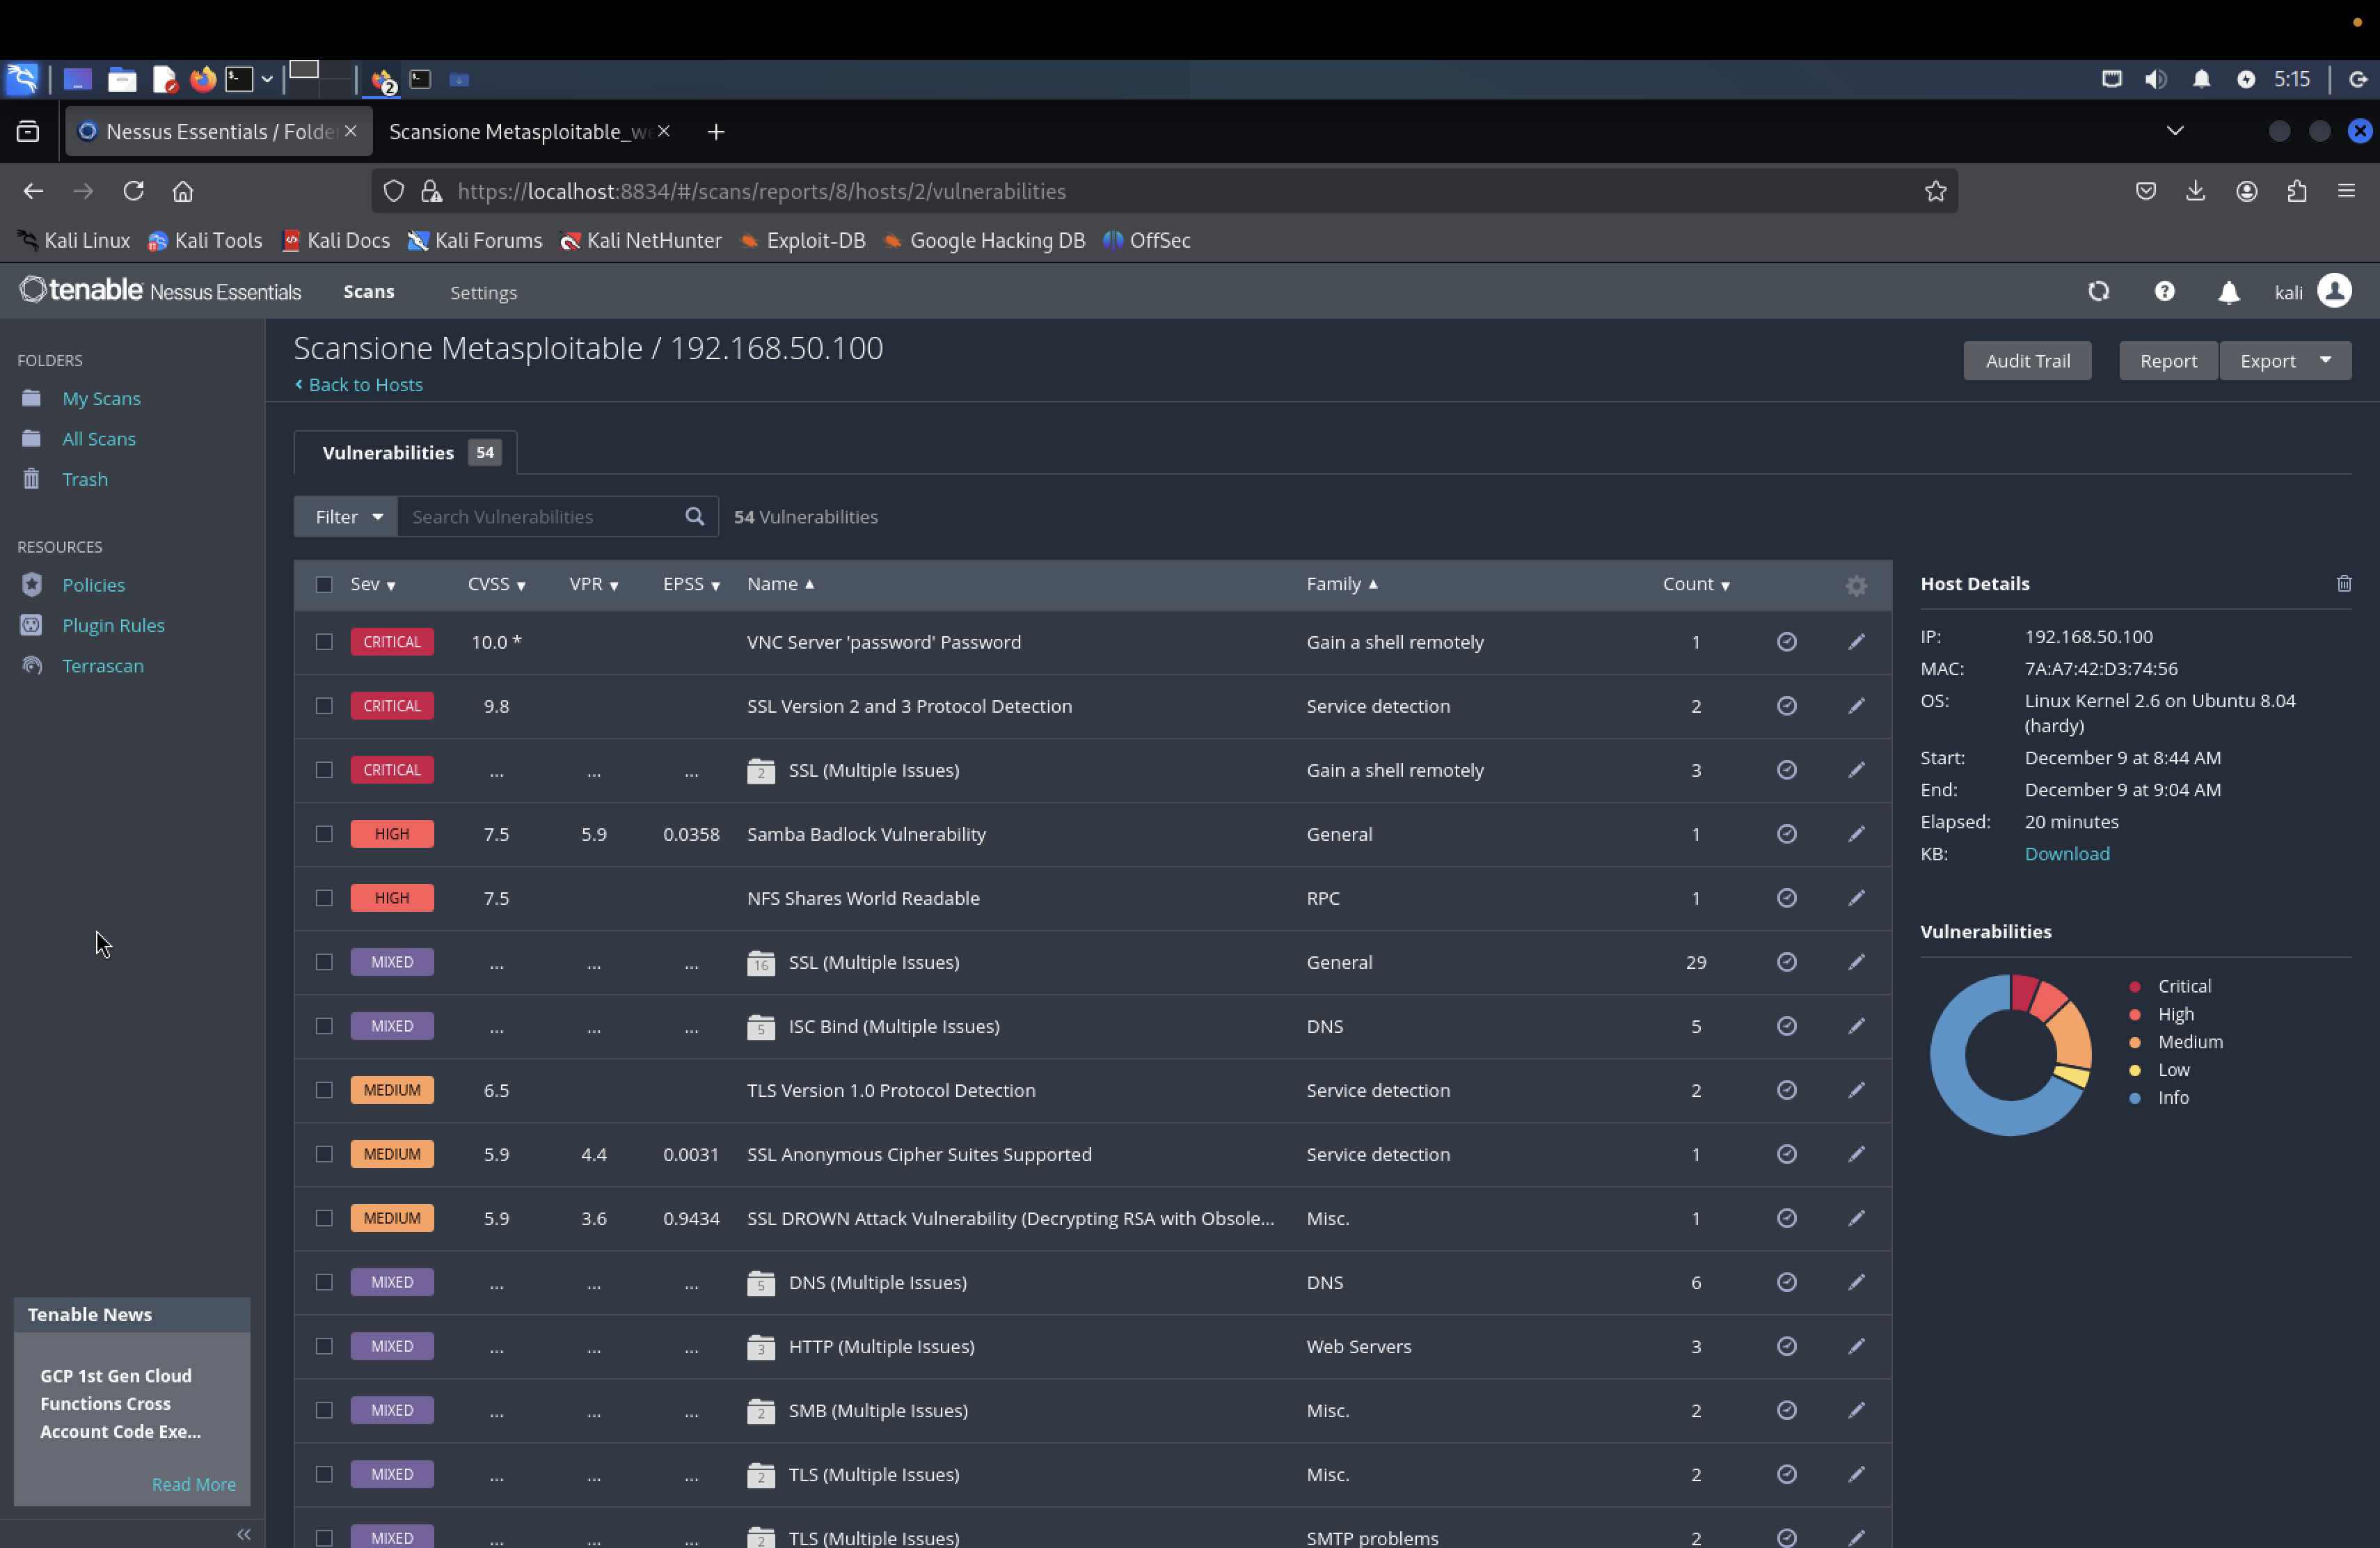 5:15
Nessus Essentials / Folde
Scansione Metasploitable_we
https://localhost:8834/#/scans/reports/8/hosts/2/vulnerabilities
Kali Linux Kali Tools Kali Docs Kali Forums Kali NetHunter Exploit-DB Google Hacking DB OffSec
tenable Nessus Essentials Scans Settings kali
FOLDERS
My Scans
All Scans
Trash
RESOURCES
Policies
Plugin Rules
Terrascan
Tenable News
GCP 1st Gen Cloud
Functions Cross
Account Code Exe...
Read More
Scansione Metasploitable / 192.168.50.100
Back to Hosts
Audit Trail Report Export
Vulnerabilities 54
Filter Search Vulnerabilities 54 Vulnerabilities
Sev CVSS VPR EPSS Name Family Count
CRITICAL 10.0 * VNC Server 'password' Password Gain a shell remotely 1
CRITICAL 9.8 SSL Version 2 and 3 Protocol Detection Service detection 2
CRITICAL ... ... ... 2 SSL (Multiple Issues) Gain a shell remotely 3
HIGH 7.5 5.9 0.0358 Samba Badlock Vulnerability General 1
HIGH 7.5 NFS Shares World Readable RPC 1
MIXED ... ... ... 16 SSL (Multiple Issues) General 29
MIXED ... ... ... 5 ISC Bind (Multiple Issues) DNS 5
MEDIUM 6.5 TLS Version 1.0 Protocol Detection Service detection 2
MEDIUM 5.9 4.4 0.0031 SSL Anonymous Cipher Suites Supported Service detection 1
MEDIUM 5.9 3.6 0.9434 SSL DROWN Attack Vulnerability (Decrypting RSA with Obsole... Misc. 1
MIXED ... ... ... 5 DNS (Multiple Issues) DNS 6
MIXED ... ... ... 3 HTTP (Multiple Issues) Web Servers 3
MIXED ... ... ... 2 SMB (Multiple Issues) Misc. 2
MIXED ... ... ... 2 TLS (Multiple Issues) Misc. 2
MIXED ... ... ... 2 TLS (Multiple Issues) SMTP problems 2
Host Details
IP: 192.168.50.100
MAC: 7A:A7:42:D3:74:56
OS: Linux Kernel 2.6 on Ubuntu 8.04
(hardy)
Start: December 9 at 8:44 AM
End: December 9 at 9:04 AM
Elapsed: 20 minutes
KB: Download
Vulnerabilities
Critical
High
Medium
Low
Info